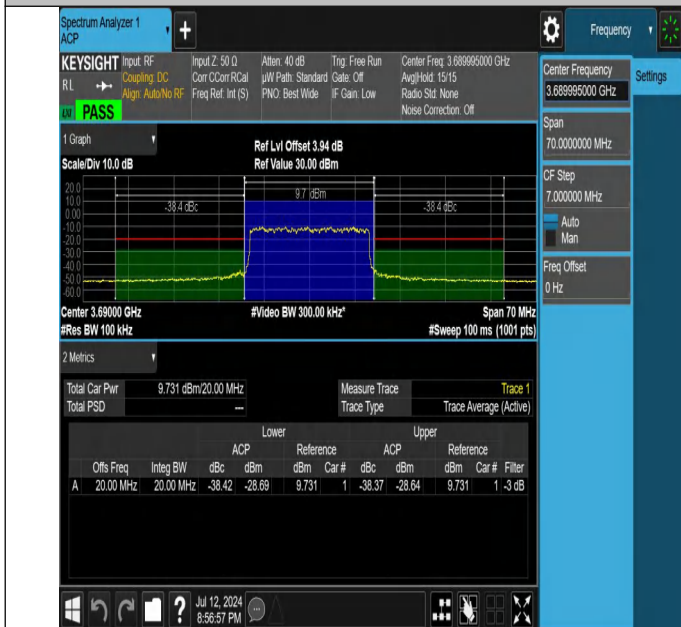 Spectrum Analyzer 1
ACP
Frequency
KEYSIGHT Input: RF Input Z: 50 Ω Atten: 40 dB Trig: Free Run Center Freq: 3.689995000 GHz
RL Coupling: DC Corr CCorr RCal µW Path: Standard Gate: Off Avg|Hold: 15/15
Align: Auto/No RF Freq Ref: Int (S) PNO: Best Wide IF Gain: Low Radio Std: None
PASS Noise Correction: Off
Center Frequency
3.689995000 GHz
Settings
Span
70.0000000 MHz
CF Step
7.000000 MHz
Auto
Man
Freq Offset
0 Hz
1 Graph
Ref Lvl Offset 3.94 dB
Scale/Div 10.0 dB Ref Value 30.00 dBm
20.0
10.0
0.00
-10.0
-20.0
-30.0
-40.0
-50.0
-60.0
-38.4 dBc 9.7 dBm -38.4 dBc
Center 3.69000 GHz #Video BW 300.00 kHz* Span 70 MHz
#Res BW 100 kHz #Sweep 100 ms (1001 pts)
2 Metrics
Total Car Pwr 9.731 dBm/20.00 MHz Measure Trace Trace 1
Total PSD --- Trace Type Trace Average (Active)
Lower Upper
ACP Reference ACP Reference
Offs Freq Integ BW dBc dBm dBm Car # dBc dBm dBm Car # Filter
A 20.00 MHz 20.00 MHz -38.42 -28.69 9.731 1 -38.37 -28.64 9.731 1 -3 dB
Jul 12, 2024
8:56:57 PM